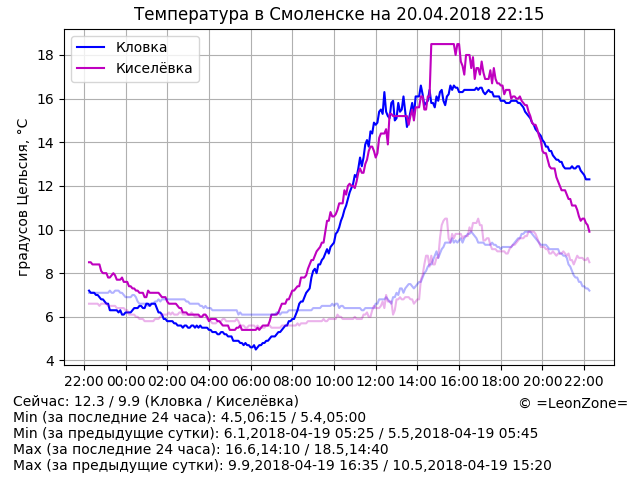 Температура в Смоленске на 20.04.2018 22:15
Кловка
Киселёвка
градусов Цельсия, °C
18
16
14
12
10
8
6
4
22:00 00:00 02:00 04:00 06:00 08:00 10:00 12:00 14:00 16:00 18:00 20:00 22:00
Сейчас: 12.3 / 9.9 (Кловка / Киселёвка)
© =LeonZone=
Min (за последние 24 часа): 4.5,06:15 / 5.4,05:00
Min (за предыдущие сутки): 6.1,2018-04-19 05:25 / 5.5,2018-04-19 05:45
Max (за последние 24 часа): 16.6,14:10 / 18.5,14:40
Max (за предыдущие сутки): 9.9,2018-04-19 16:35 / 10.5,2018-04-19 15:20